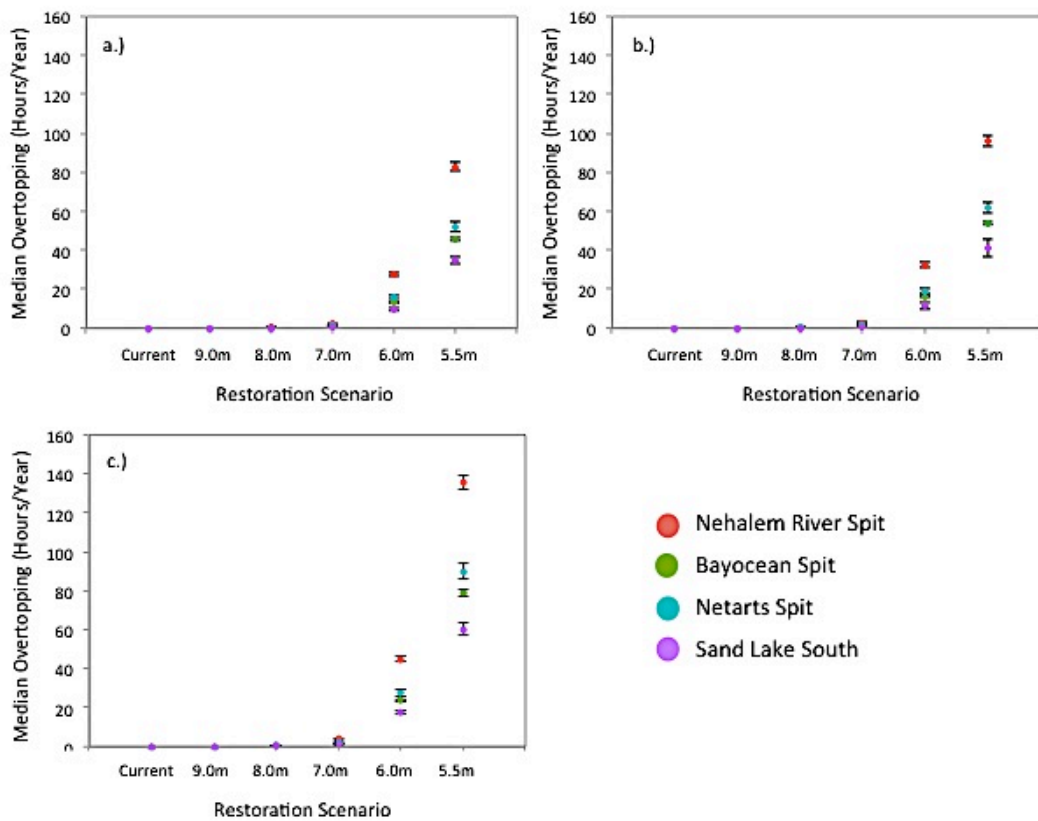 a.)
Median Overtopping (Hours/Year)
160
140
120
100
80
60
40
20
0
Current 9.0m 8.0m 7.0m 6.0m 5.5m
Restoration Scenario
b.)
Median Overtopping (Hours/Year)
160
140
120
100
80
60
40
20
0
Current 9.0m 8.0m 7.0m 6.0m 5.5m
Restoration Scenario
c.)
Median Overtopping (Hours/Year)
160
140
120
100
80
60
40
20
0
Current 9.0m 8.0m 7.0m 6.0m 5.5m
Restoration Scenario
Nehalem River Spit
Bayocean Spit
Netarts Spit
Sand Lake South